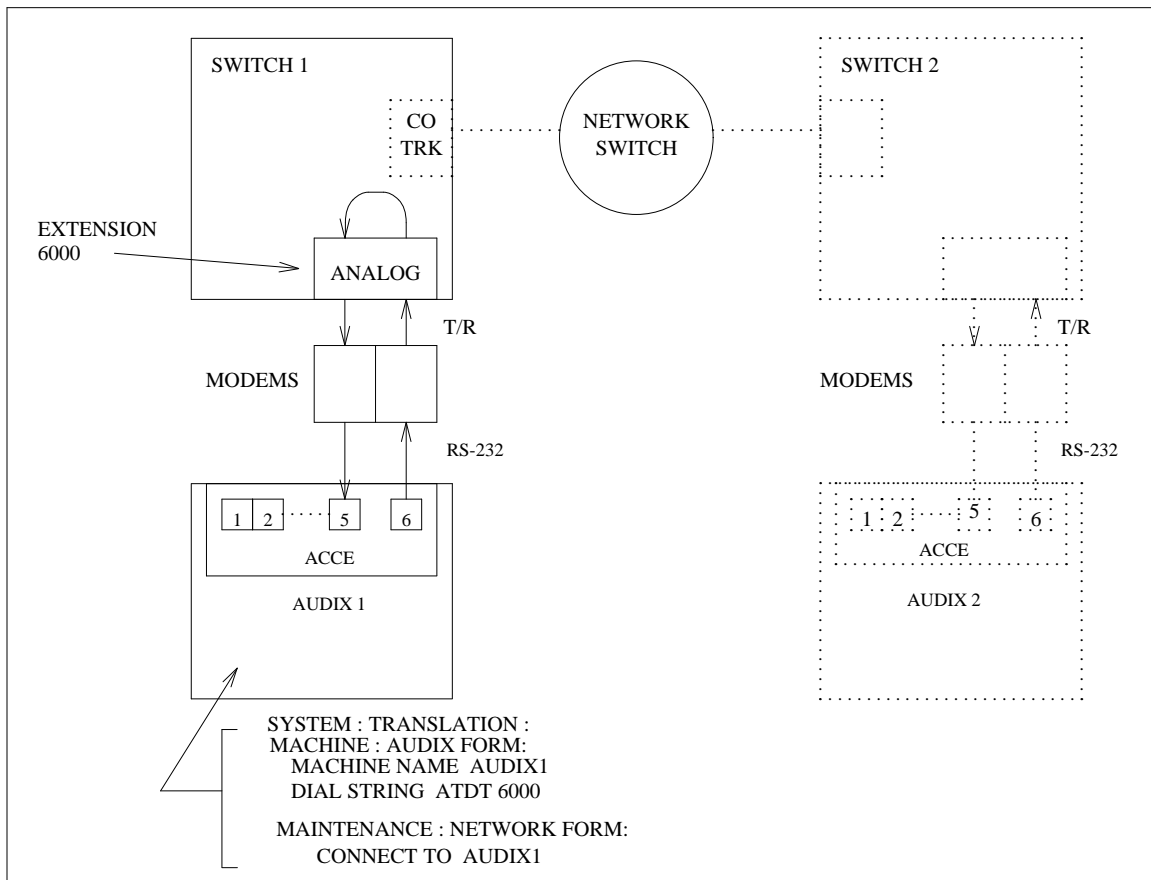 SWITCH 1
SWITCH 2
CO
TRK
NETWORK
SWITCH
EXTENSION
6000
ANALOG
T/R
T/R
MODEMS
MODEMS
RS-232
RS-232
1 2 5 6
ACCE
AUDIX 1
1 2 5 6
ACCE
AUDIX 2
SYSTEM : TRANSLATION :
MACHINE : AUDIX FORM:
MACHINE NAME AUDIX1
DIAL STRING ATDT 6000
MAINTENANCE : NETWORK FORM:
CONNECT TO AUDIX1